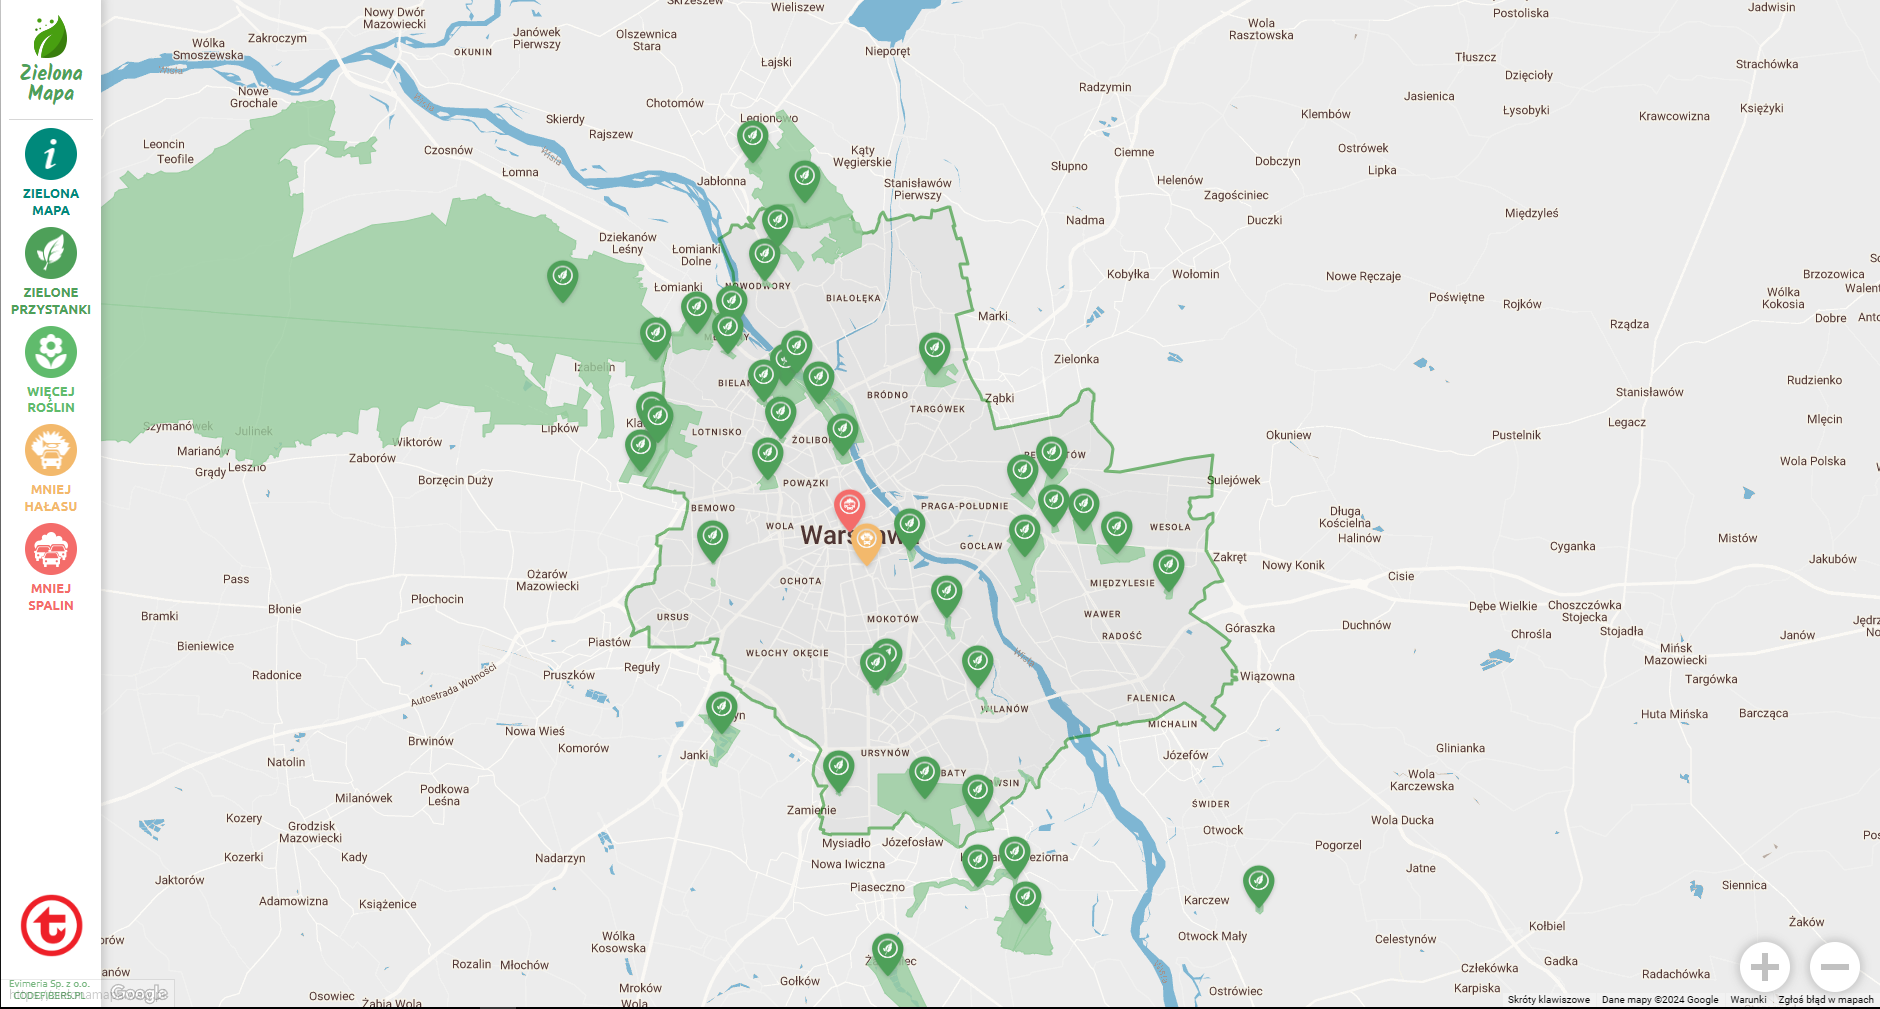 Zielona
Mapa
ZIELONA
MAPA
ZIELONE
PRZYSTANKI
WIĘCEJ
ROŚLIN
MNIEJ
HAŁASU
MNIEJ
SPALIN
Evimeria Sp. z o.o.
CODEFIBERS.PL
Google
Nowy Dwór
Mazowiecki
Wieliszew
Postoliska
Jadwisin
Wólka
Smoszewska
Zakroczym
OKUNIN
Janówek
Pierwszy
Olszewnica
Stara
Nieporęt
Wola
Rasztowska
Łajski
Tłuszcz
Dzięcioły
Strachówka
Nowe
Grochale
Chotomów
Radzymin
Jasienica
Łysobyki
Książyki
Klembów
Krawcowizna
Skierdy
Rajszew
Legionowo
Leoncin
Teofile
Czosnów
Wisła
Łomna
Kąty
Węgierskie
Ciemne
Słupno
Dobczyn
Ostrówek
Lipka
Jabłonna
Stanisławów
Pierwszy
Helenów
Zagościniec
Nadma
Duczki
Międzyleś
Dziekanów
Leśny
Łomianki
Dolne
Łomianki
NOWODWORY
BIAŁOŁĘKA
Kobyłka
Wołomin
Nowe Ręczaje
Brzozowica
Poświętne
Rojków
Wólka
Kokosia
Dobre
Marki
Rządza
Izabelin
Zielonka
BRÓDNO
TARGÓWEK
Ząbki
Stanisławów
Rudzienko
Szymanówek
Julinek
Lipków
LOTNISKO
Wiktorów
Zaborów
Leszno
Grądy
Borzęcin Duży
Okuniew
Pustelnik
Legacz
Mlęcin
Wola Polska
Sulejówek
POWĄZKI
BEMOWO
WOLA
PRAGA-POŁUDNIE
GOCŁAW
WESOŁA
Długa
Kościelna
Halinów
Cyganka
Mistów
Jakubów
Zakręt
Nowy Konik
Cisie
Pass
Ożarów
Mazowiecki
OCHOTA
MIĘDZYLESIE
Błonie
Płochocin
Bramki
URSUS
MOKOTÓW
WAWER
RADOŚĆ
Dębe Wielkie
Choszczówka
Stojecka
Bieniewice
Piastów
Góraszka
Duchnów
Chrośla
Stojadła
Janów
WŁOCHY
OKĘCIE
Wisła
Mińsk
Mazowiecki
Reguły
Radonice
Autostrada Wolności
Pruszków
Wiązowna
Targówka
WILANÓW
FALENICA
MICHALIN
Huta Mińska
Barcząca
Nowa Wieś
Brwinów
Komorów
Janki
URSYNÓW
Józefów
Glinianka
Natolin
Milanówek
Podkowa
Leśna
Zamienie
ŚWIDER
Wola
Karczewska
Kozery
Grodzisk
Mazowiecki
Mysiadło
Józefosław
Otwock
Wola Ducka
Kozerki
Kady
Nadarzyn
Nowa Iwiczna
Pogorzel
Jaktorów
Piaseczno
Jatne
Siennica
Adamowizna
Książenice
Karczew
Żaków
Wólka
Kosowska
Otwock Mały
Celestynów
Kołbiel
Rozalin
Młochów
Gołków
Człekówka
Gadka
Radachówka
Osowiec
Żabia Wola
Mroków
Wola
Ostrówiec
Karpiska
Skróty klawiszowe
Dane mapy ©2024 Google
Warunki
Zgłoś błąd w mapach